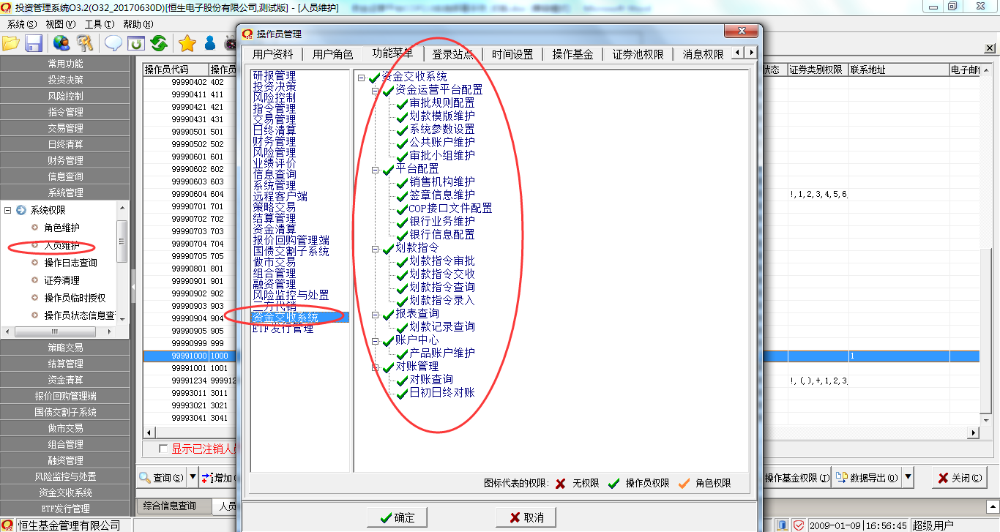 投资管理系统O3.2(O32_20170630D)[恒生电子股份有限公司,测试版] - [人员维护]
系统(S) 视图(V) 工具(T) 帮助(H)
常用功能
投资决策
风险控制
指令管理
交易管理
日终清算
财务管理
信息查询
系统管理
系统权限
角色维护
人员维护
操作日志查询
证券清理
操作员临时授权
操作员状态信息查
策略交易
结算管理
资金清算
报价回购管理端
国债交割子系统
做市交易
组合管理
融资管理
风险监控与处置
资金交收系统
ETF发行管理
操作员代码 操作员
99990402 402
99990411 411
99990421 421
99990431 431
99990501 501
99990502 502
99990601 601
99990602 602
99990603 603
99990604 604
99990701 701
99990702 702
99990703 703
99990704 704
99990705 705
99990801 801
99990901 901
99990902 902
99990903 903
99990904 904
99990905 905
99990999 999
99991000 1000
99991001 1001
99991234 999912
99993011 3011
99993021 3021
99993041 3041
显示已注销人员
查询(S) 增加
综合信息查询 人员
操作员管理
用户资料 用户角色 功能菜单 登录站点 时间设置 操作基金 证券池权限 消息权限
研报管理
投资决策
风险控制
指令管理
交易管理
日终清算
财务管理
风险管理
业绩评价
信息查询
系统管理
远程客户端
策略交易
结算管理
资金清算
报价回购管理端
国债交割子系统
做市交易
组合管理
融资管理
风险监控与处置
三方代销
资金交收系统
ETF发行管理
资金交收系统
资金运营平台配置
审批规则配置
划款模版维护
系统参数设置
公共账户维护
审批小组维护
平台配置
销售机构维护
签章信息维护
COP接口文件配置
银行业务维护
银行信息配置
划款指令
划款指令审批
划款指令交收
划款指令查询
划款指令录入
报表查询
划款记录查询
账户中心
产品账户维护
对账管理
对账查询
日初日终对账
图标代表的权限: 无权限 操作员权限 角色权限
确定 取消
状态 证券类别权限 联系地址 电子邮
!,1,2,3,4,5,6,
1
!,(,),+,1,2,3,
操作基金权限(I) 数据导出(O) 关闭(C)
恒生基金管理有限公司 2009-01-09 16:56:45 超级用户